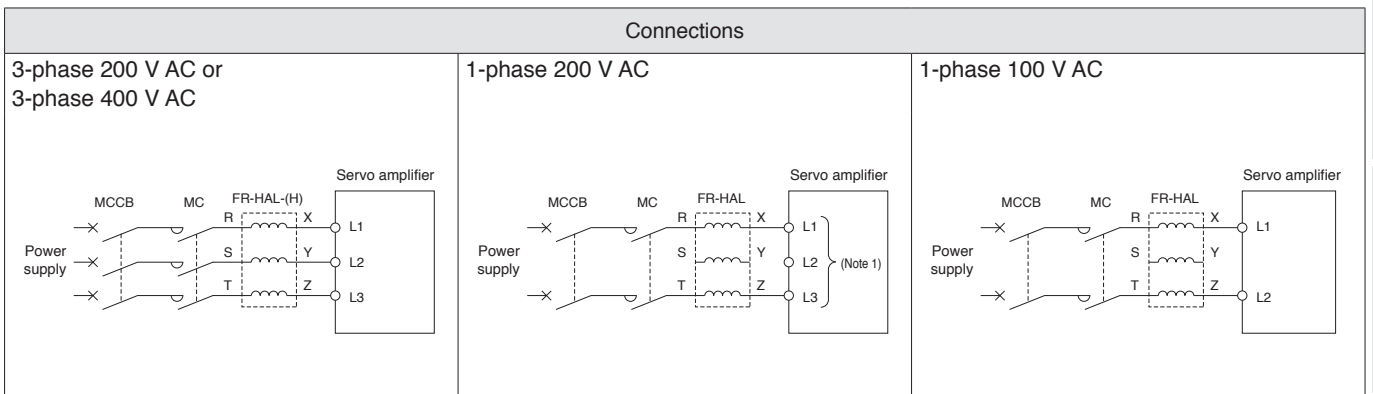 Connections
3-phase 200 V AC or
3-phase 400 V AC
Servo amplifier
MCCB
MC
FR-HAL-(H)
R
X
L1
Power
supply
S
Y
L2
T
Z
L3
1-phase 200 V AC
Servo amplifier
MCCB
MC
FR-HAL
R
X
L1
Power
supply
S
Y
L2
(Note 1)
T
Z
L3
1-phase 100 V AC
Servo amplifier
MCCB
MC
FR-HAL
R
X
L1
Power
supply
S
Y
T
Z
L2